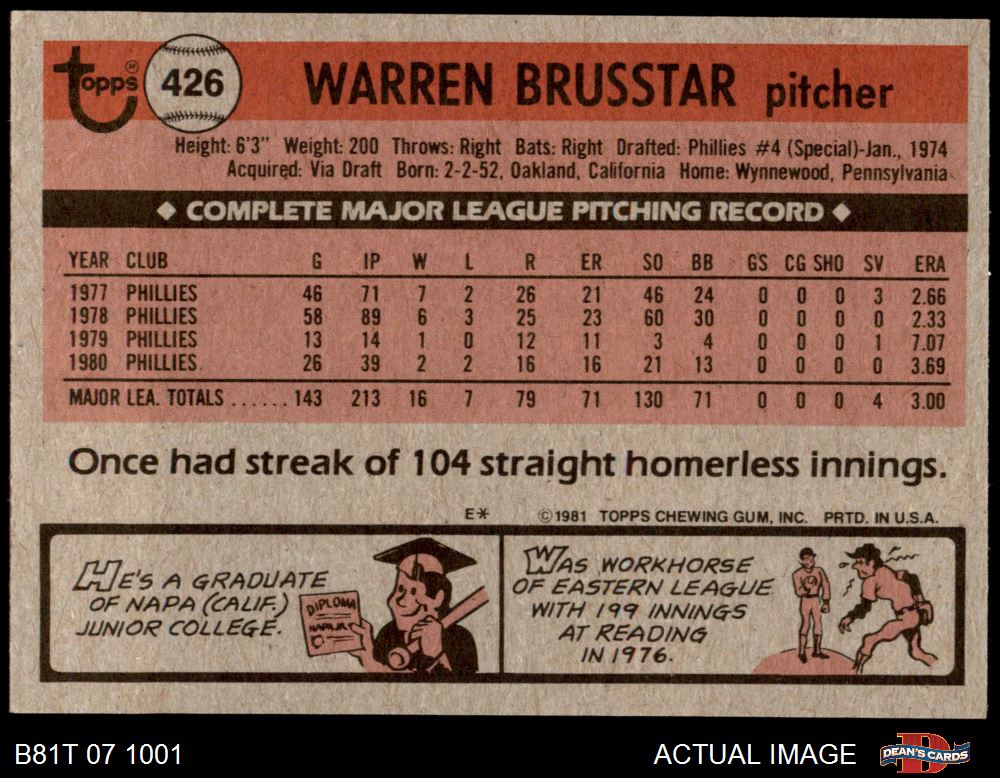 topps® 426 WARREN BRUSSTAR pitcher
Height: 6'3" Weight: 200 Throws: Right Bats: Right Drafted: Phillies #4 (Special)-Jan., 1974
Acquired: Via Draft Born: 2-2-52, Oakland, California Home: Wynnewood, Pennsylvania
◆ COMPLETE MAJOR LEAGUE PITCHING RECORD ◆
YEAR CLUB G IP W L R ER SO BB GS CG SHO SV ERA
1977 PHILLIES 46 71 7 2 26 21 46 24 0 0 0 3 2.66
1978 PHILLIES 58 89 6 3 25 23 60 30 0 0 0 0 2.33
1979 PHILLIES 13 14 1 0 12 11 3 4 0 0 0 1 7.07
1980 PHILLIES 26 39 2 2 16 16 21 13 0 0 0 0 3.69
MAJOR LEA. TOTALS ...... 143 213 16 7 79 71 130 71 0 0 0 4 3.00
Once had streak of 104 straight homerless innings.
E* ©1981 TOPPS CHEWING GUM, INC. PRTD. IN U.S.A.
HE'S A GRADUATE
OF NAPA (CALIF.)
JUNIOR COLLEGE.
DIPLOMA
NAPA JR.
WAS WORKHORSE
OF EASTERN LEAGUE
WITH 199 INNINGS
AT READING
IN 1976.
B81T 07 1001 ACTUAL IMAGE DEAN'S CARDS